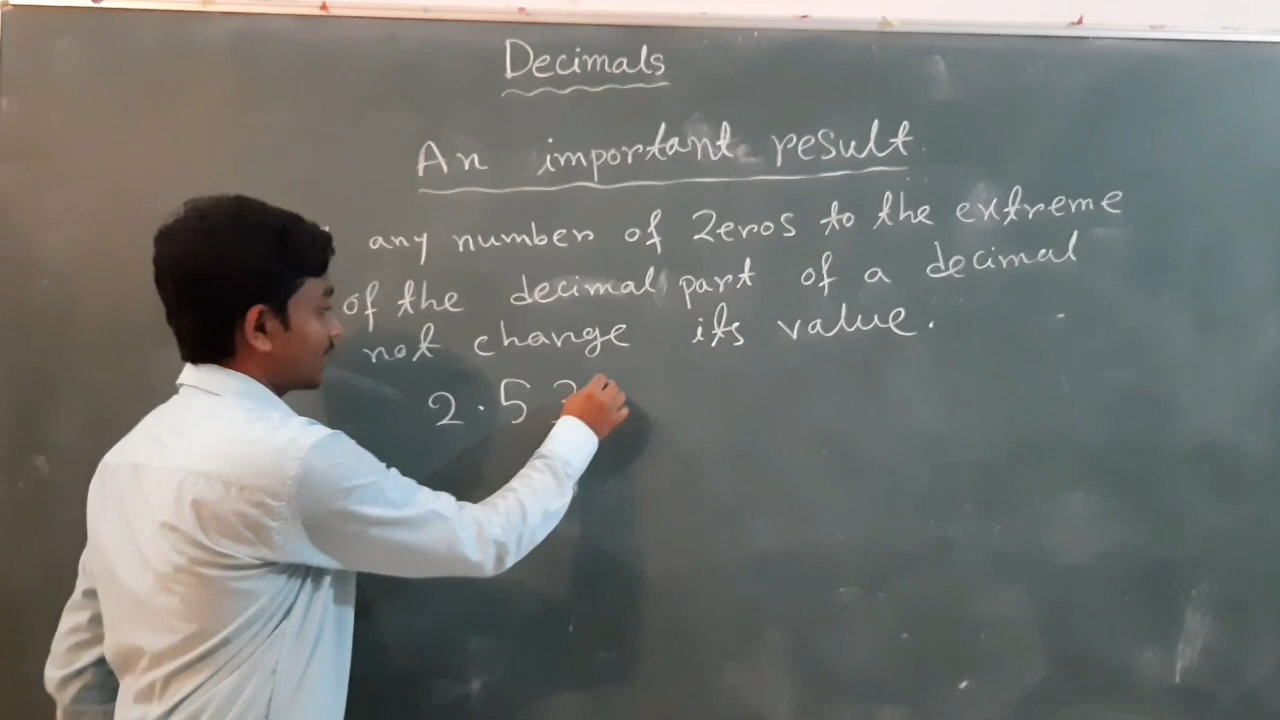 Decimals
An important result
any number of zeros to the extreme
of the decimal part of a decimal
not change its value.
2.5